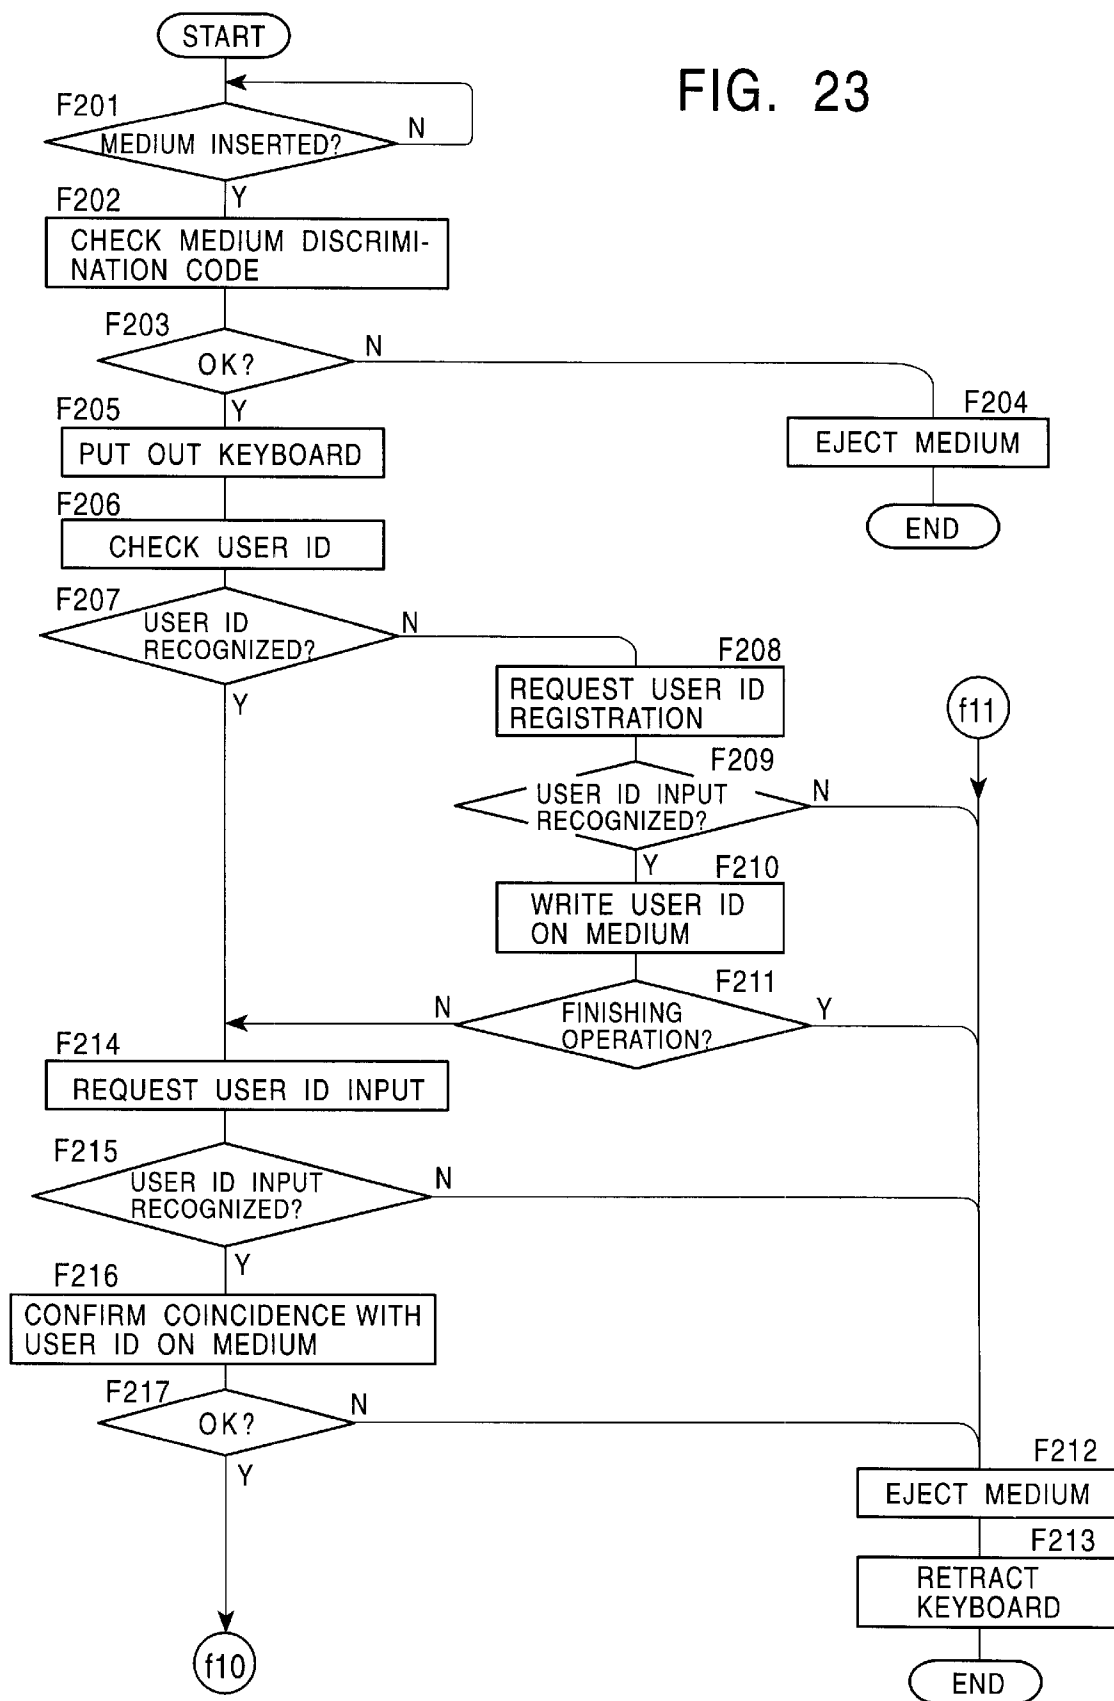 START
FIG. 23
F201
MEDIUM INSERTED?
N
Y
F202
CHECK MEDIUM DISCRIMI-
NATION CODE
F203
OK?
N
Y
F204
EJECT MEDIUM
END
F205
PUT OUT KEYBOARD
F206
CHECK USER ID
F207
USER ID
RECOGNIZED?
N
Y
F208
REQUEST USER ID
REGISTRATION
f11
F209
USER ID INPUT
RECOGNIZED?
N
Y
F210
WRITE USER ID
ON MEDIUM
F211
FINISHING
OPERATION?
N
Y
F214
REQUEST USER ID INPUT
F215
USER ID INPUT
RECOGNIZED?
N
Y
F216
CONFIRM COINCIDENCE WITH
USER ID ON MEDIUM
F217
OK?
N
Y
F212
EJECT MEDIUM
F213
RETRACT
KEYBOARD
END
f10